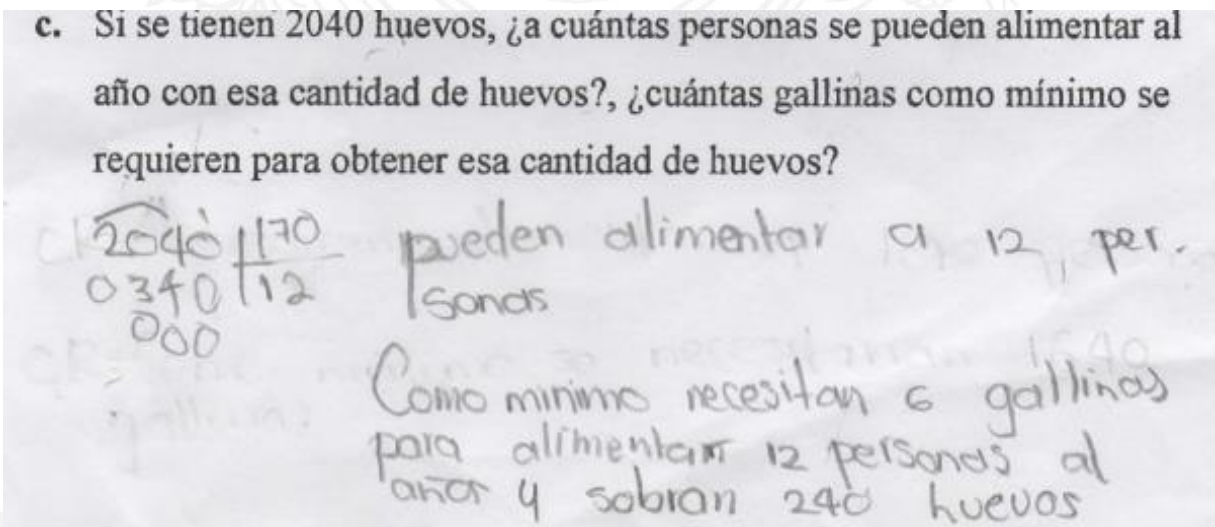 c. Si se tienen 2040 huevos, ¿a cuántas personas se pueden alimentar al
año con esa cantidad de huevos?, ¿cuántas gallinas como mínimo se
requieren para obtener esa cantidad de huevos?
2040 170
0340 12
000
pueden alimentar a 12, per.
sonas
Como minimo necesitan 6 gallinas
para alimentar 12 personas al
año y sobran 240 huevos